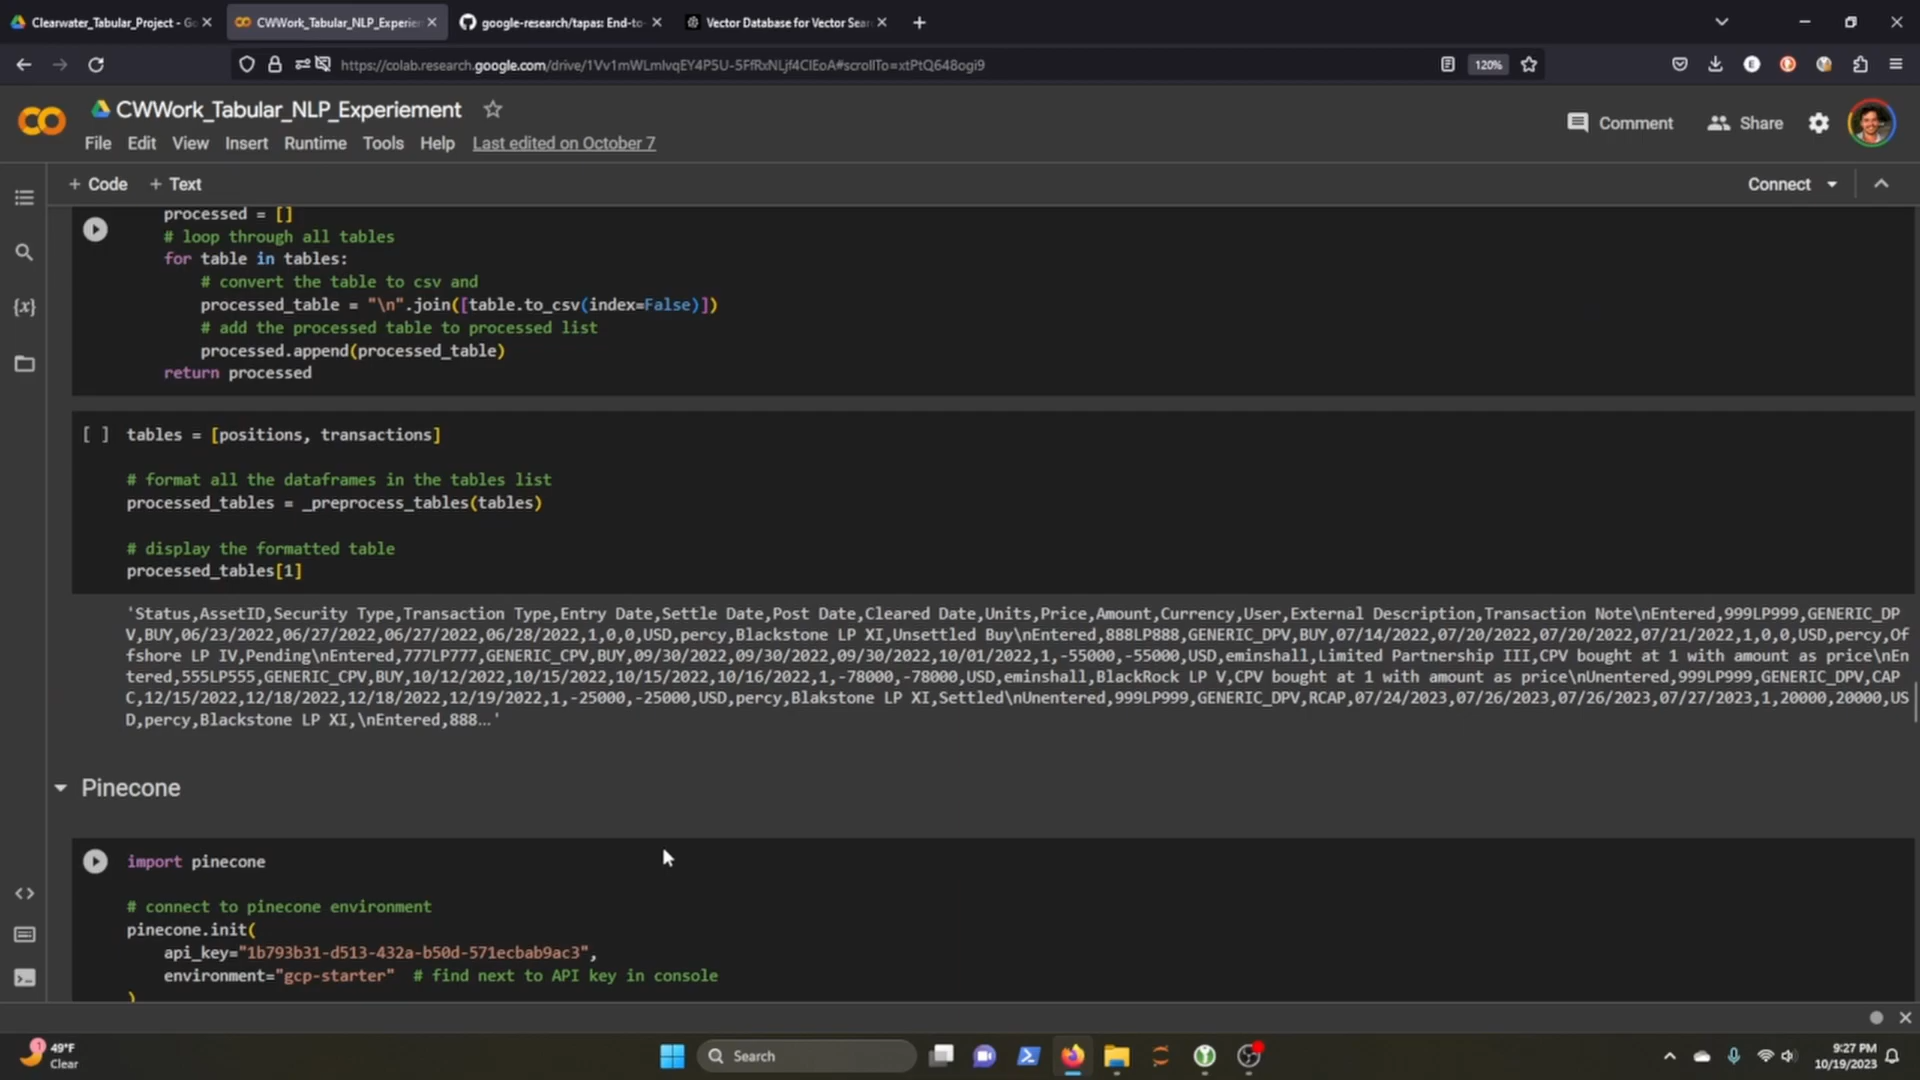 Clearwater_Tabular_Project - Go
CWWork_Tabular_NLP_Experie
google-research/tapas: End-to-
Vector Database for Vector Sea
https://colab.research.google.com/drive/1Vv1mWLmlvqEY4P5U-5FfRxNLjf4ClEoA#scrollTo=xtPtQ648ogi9
120%
CWWork_Tabular_NLP_Experiement
Comment
Share
File Edit View Insert Runtime Tools Help Last edited on October 7
+ Code + Text
Connect
processed = []
# loop through all tables
for table in tables:
# convert the table to csv and
processed_table = "\n".join([table.to_csv(index=False)])
# add the processed table to processed list
processed.append(processed_table)
return processed
[ ] tables = [positions, transactions]
# format all the dataframes in the tables list
processed_tables = _preprocess_tables(tables)
# display the formatted table
processed_tables[1]
'Status,AssetID,Security Type,Transaction Type,Entry Date,Settle Date,Post Date,Cleared Date,Units,Price,Amount,Currency,User,External Description,Transaction Note\nEntered,999LP999,GENERIC_DP
V,BUY,06/23/2022,06/27/2022,06/27/2022,06/28/2022,1,0,0,USD,percy,Blackstone LP XI,Unsettled Buy\nEntered,888LP888,GENERIC_DPV,BUY,07/14/2022,07/20/2022,07/20/2022,07/21/2022,1,0,0,USD,percy,Of
fshore LP IV,Pending\nEntered,777LP777,GENERIC_CPV,BUY,09/30/2022,09/30/2022,09/30/2022,10/01/2022,1,-55000,-55000,USD,eminshall,Limited Partnership III,CPV bought at 1 with amount as price\nEn
tered,555LP555,GENERIC_CPV,BUY,10/12/2022,10/15/2022,10/15/2022,10/16/2022,1,-78000,-78000,USD,eminshall,BlackRock LP V,CPV bought at 1 with amount as price\nUnentered,999LP999,GENERIC_DPV,CAP
C,12/15/2022,12/18/2022,12/18/2022,12/19/2022,1,-25000,-25000,USD,percy,Blakstone LP XI,Settled\nUnentered,999LP999,GENERIC_DPV,RCAP,07/24/2023,07/26/2023,07/26/2023,07/27/2023,1,20000,20000,US
D,percy,Blackstone LP XI,\nEntered,888...'
Pinecone
import pinecone
# connect to pinecone environment
pinecone.init(
api_key="1b793b31-d513-432a-b50d-571ecbab9ac3",
environment="gcp-starter" # find next to API key in console
)
1
49°F
Clear
Search
9:27 PM
10/19/2023